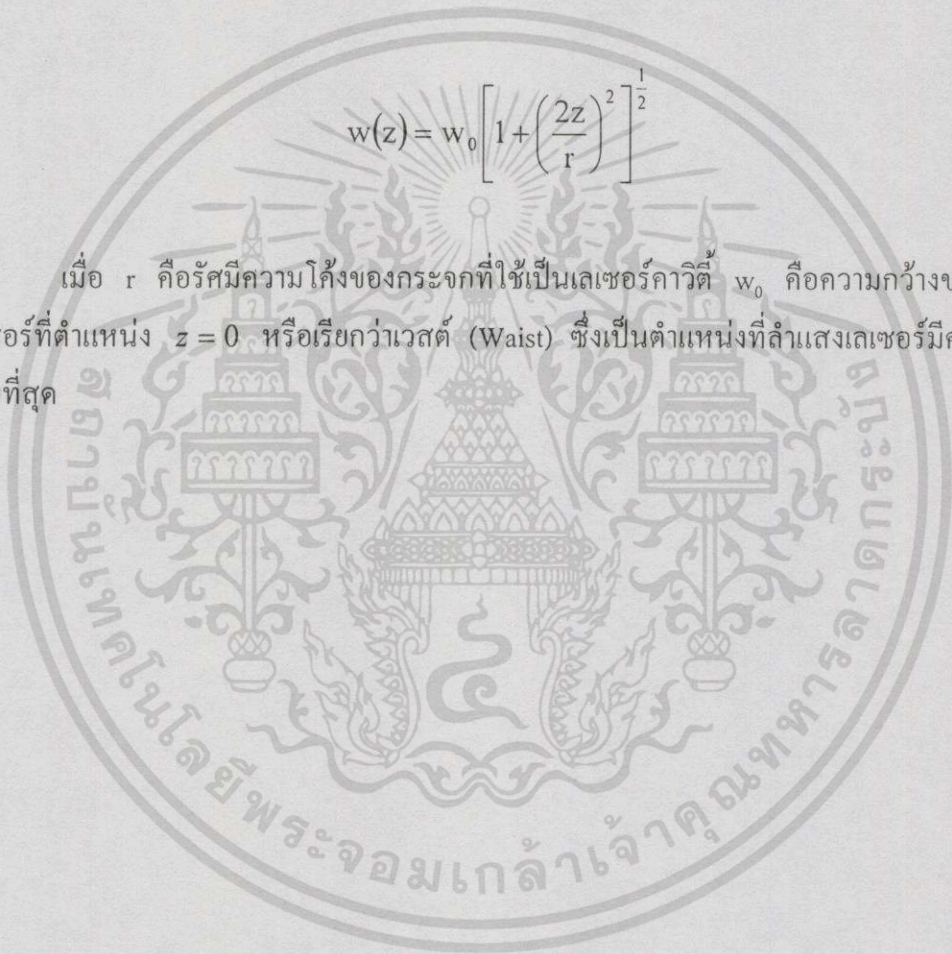 w(z) = w₀[1 + (2z/r)²]^(1/2)
เมื่อ r คือรัศมีความโค้งของกระจกที่ใช้เป็นเลเซอร์คาวิตี้ w₀ คือความกว้างข
อร์ที่ตำแหน่ง z = 0 หรือเรียกว่าเวสต์ (Waist) ซึ่งเป็นตำแหน่งที่ลำแสงเลเซอร์มีค
ที่สุด
สถาบันเทคโนโลยีพระจอมเกล้าเจ้าคุณทหารลาดกระบัง